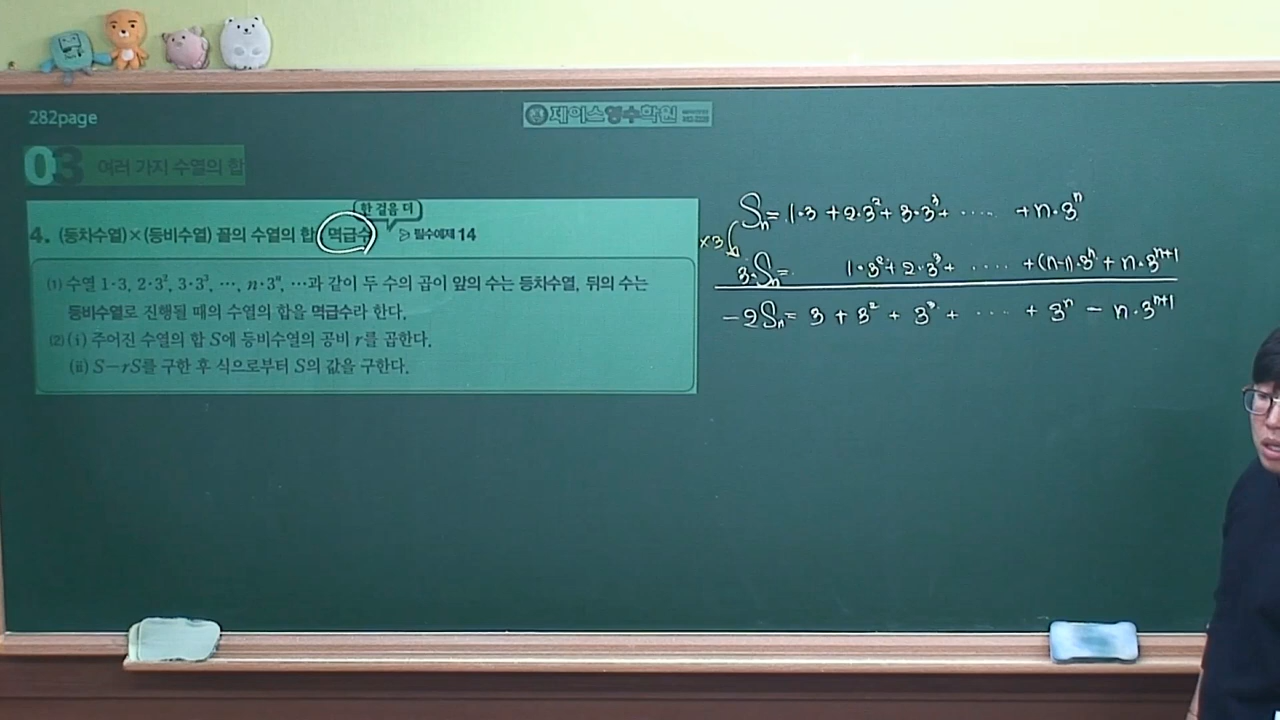 282page
제이스영수학원
03 여러 가지 수열의 합
한 걸음 더
4. (등차수열)×(등비수열) 꼴의 수열의 합 (멱급수) ▷ 필수예제 14
(1) 수열 1·3, 2·3², 3·3³, ⋯, n·3ⁿ, ⋯과 같이 두 수의 곱이 앞의 수는 등차수열, 뒤의 수는
등비수열로 진행될 때의 수열의 합을 멱급수라 한다.
(2) (ⅰ) 주어진 수열의 합 S에 등비수열의 공비 r를 곱한다.
(ⅱ) S−rS를 구한 후 식으로부터 S의 값을 구한다.
Sₙ= 1·3 +2·3²+ 3·3³+ ⋯⋯ +n·3ⁿ
×3
3·Sₙ= 1·3²+ 2·3³+ ⋯⋯ +(n-1)·3ⁿ + n·3ⁿ⁺¹
−2Sₙ= 3 + 3² + 3³ + ⋯⋯ + 3ⁿ − n·3ⁿ⁺¹